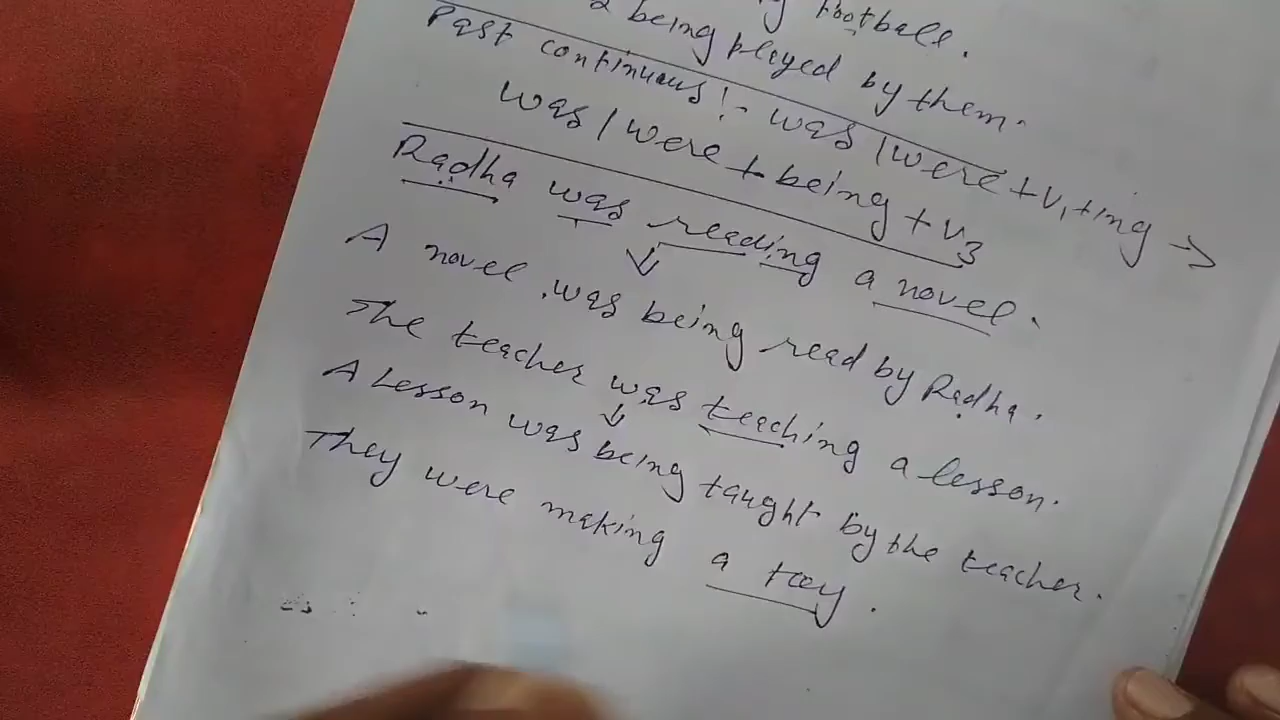 Football.
being played by them.
Past continuous :- was/were + V1 + ing →
was/were + being + V3
Radha was reading a novel.
A novel was being read by Radha.
The teacher was teaching a lesson.
A Lesson was being taught by the teacher.
They were making a toy.